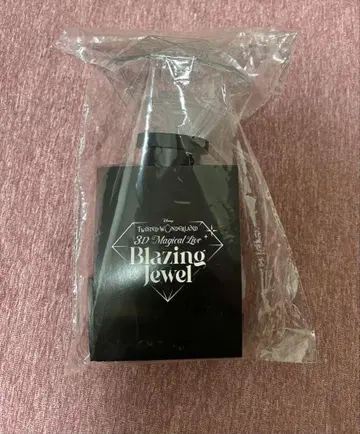 Disney
TWISTED WONDERLAND
3D Magical Live
Blazing
Jewel